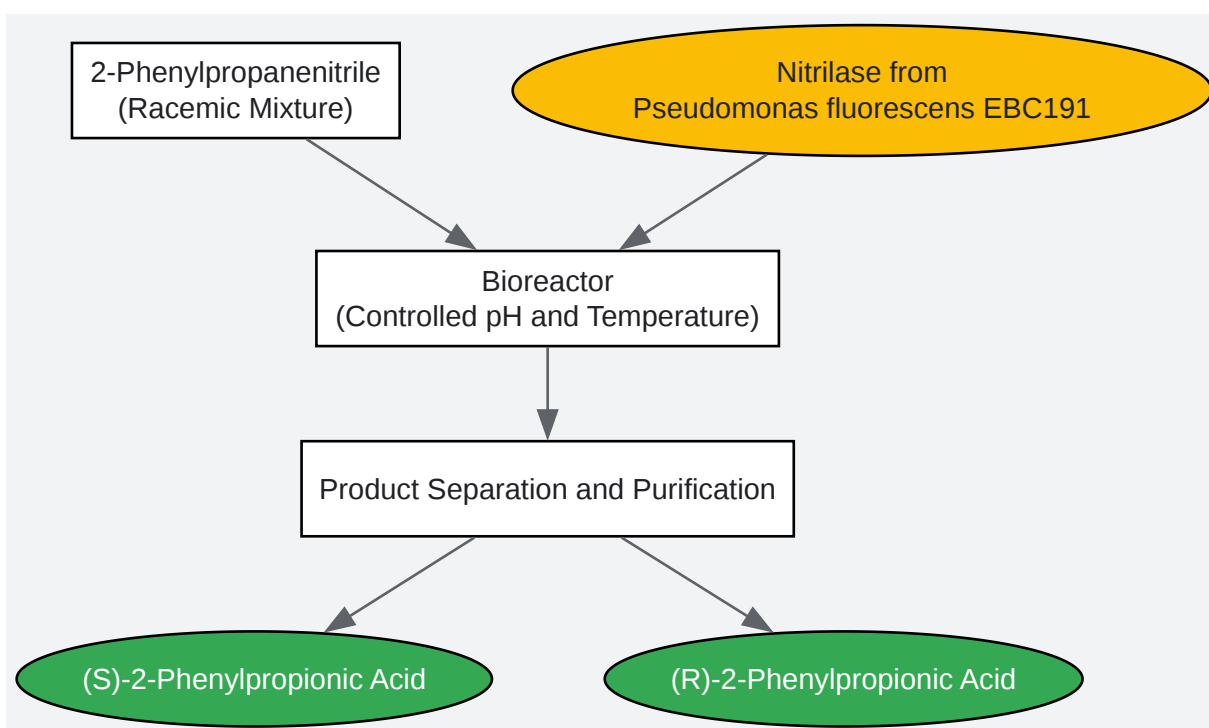 2-Phenylpropanenitrile
(Racemic Mixture)
Nitrilase from
Pseudomonas fluorescens EBC191
Bioreactor
(Controlled pH and Temperature)
Product Separation and Purification
(S)-2-Phenylpropionic Acid
(R)-2-Phenylpropionic Acid